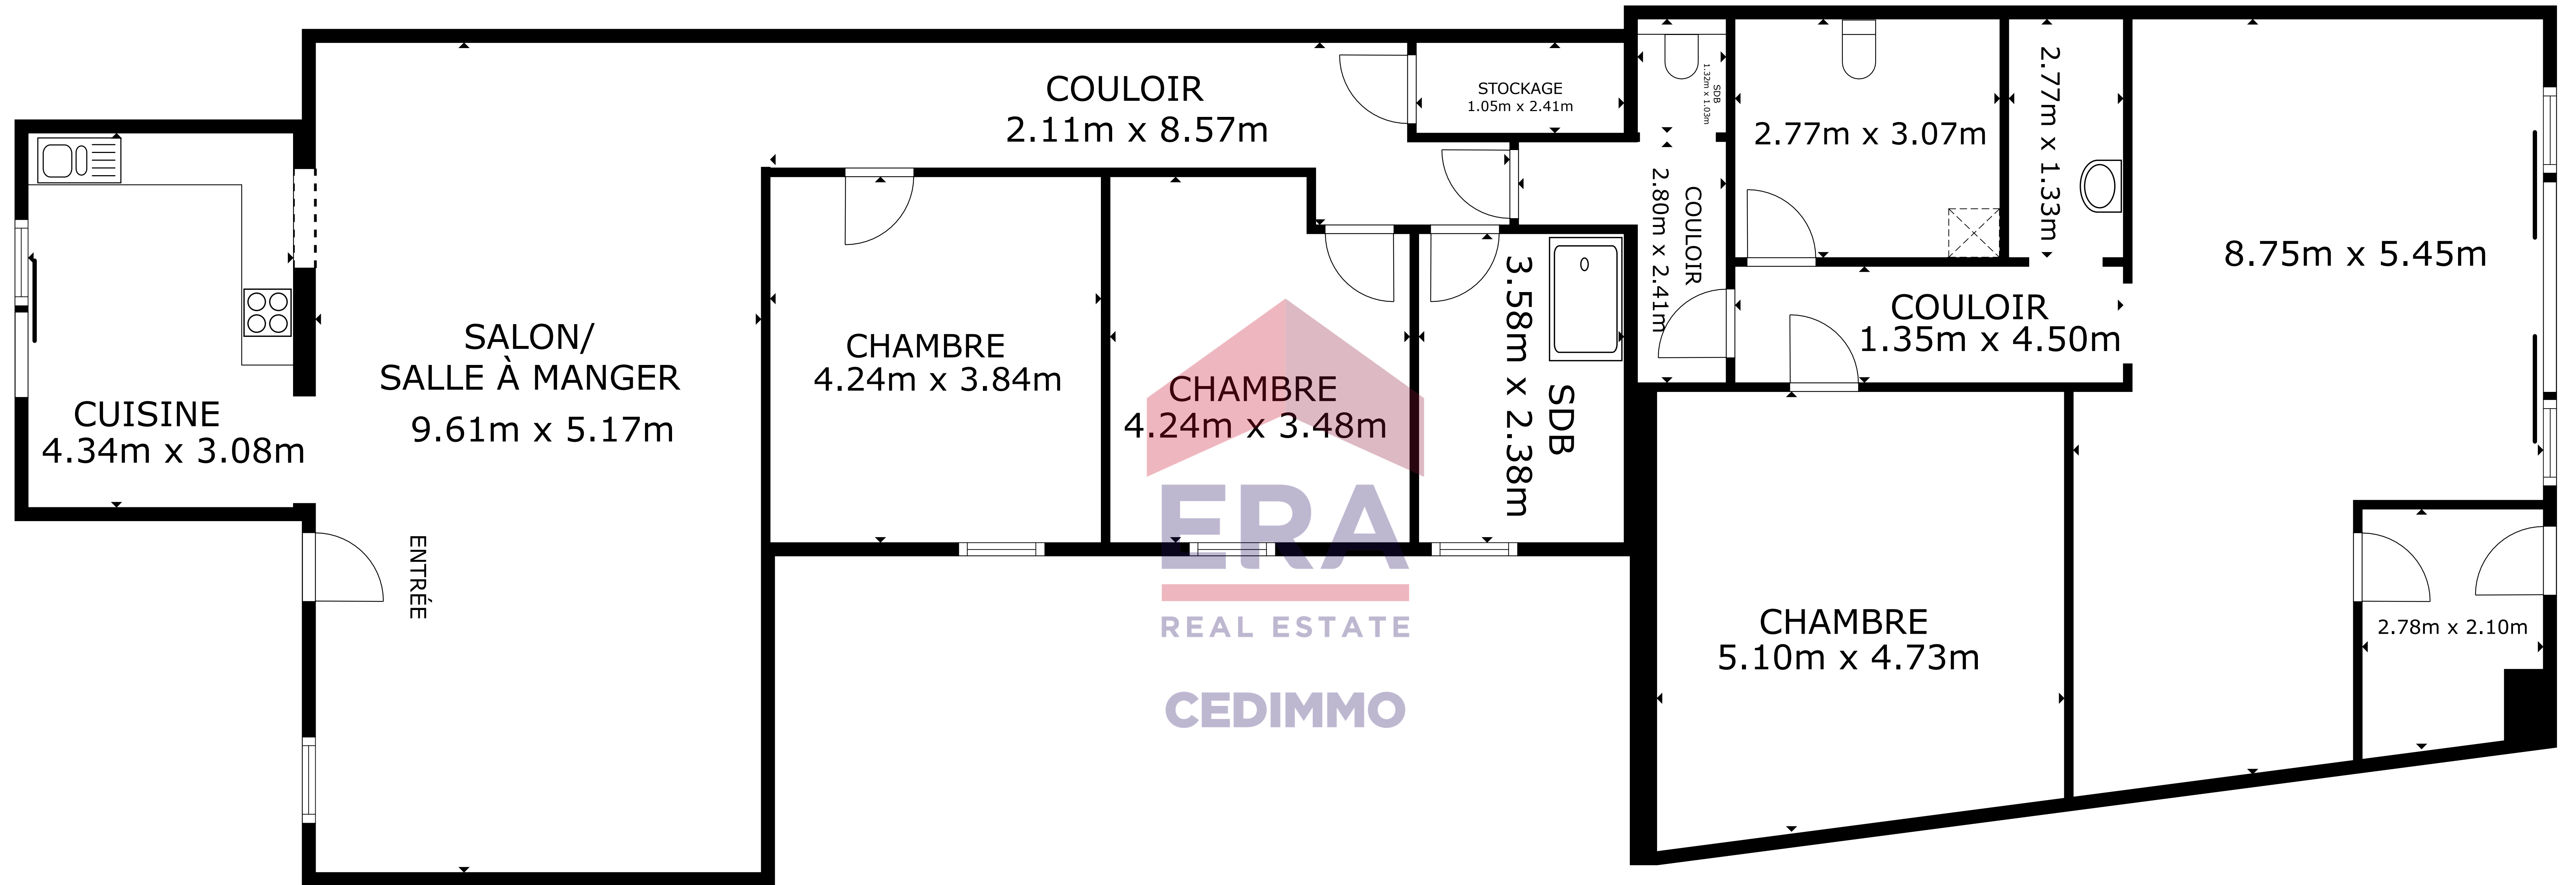 COULOIR
2.11m x 8.57m
STOCKAGE
1.05m x 2.41m
SDB
1.32m x 1.03m
2.77m x 3.07m
2.77m x 1.33m
COULOIR
2.80m x 2.41m
8.75m x 5.45m
COULOIR
1.35m x 4.50m
SALON/
SALLE À MANGER
9.61m x 5.17m
CHAMBRE
4.24m x 3.84m
CHAMBRE
4.24m x 3.48m
SDB
3.58m x 2.38m
CUISINE
4.34m x 3.08m
ENTRÉE
CHAMBRE
5.10m x 4.73m
2.78m x 2.10m
ERA
REAL ESTATE
CEDIMMO